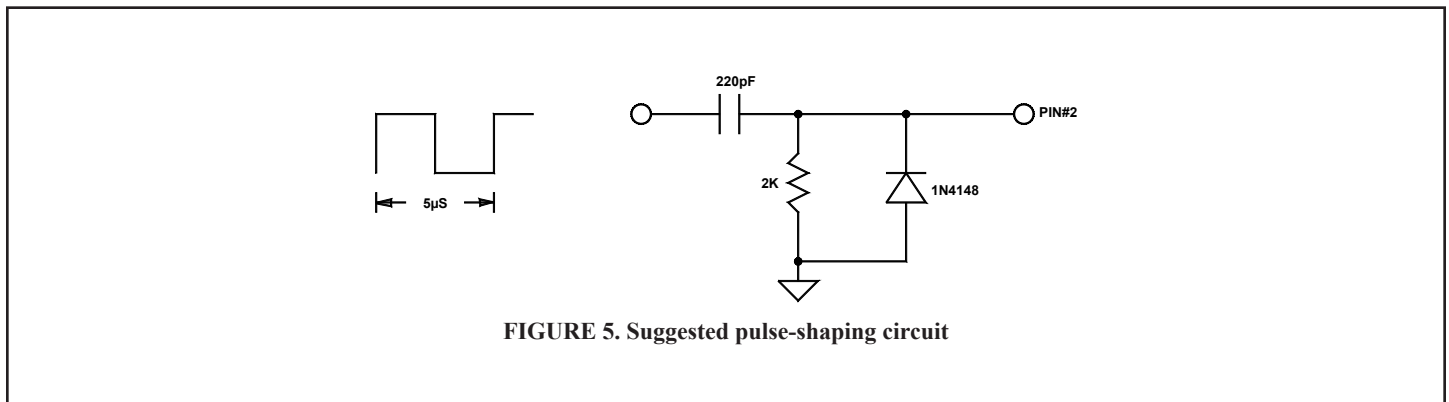 220pF
PIN#2
2K
1N4148
5µS
FIGURE 5. Suggested pulse-shaping circuit